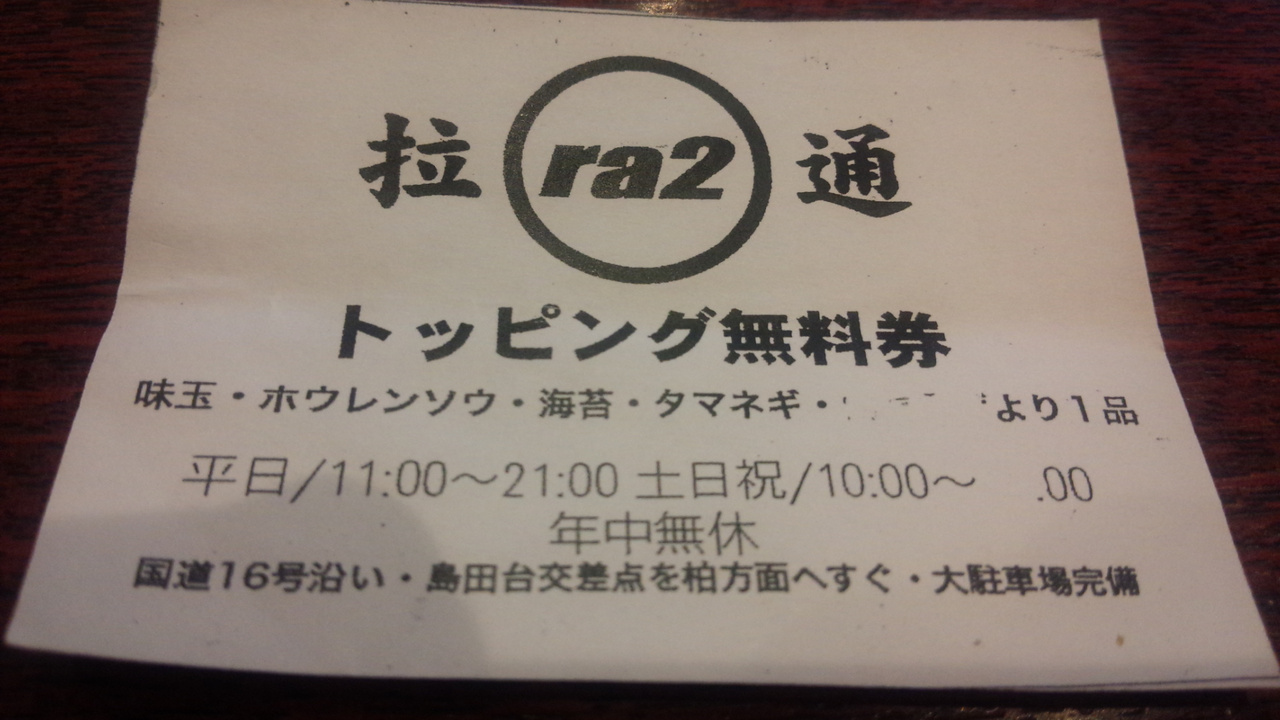 拉 ra2 通
トッピング無料券
味玉・ホウレンソウ・海苔・タマネギ・ より1品
平日/11:00〜21:00 土日祝/10:00〜 :00
年中無休
国道16号沿い・島田台交差点を柏方面へすぐ・大駐車場完備